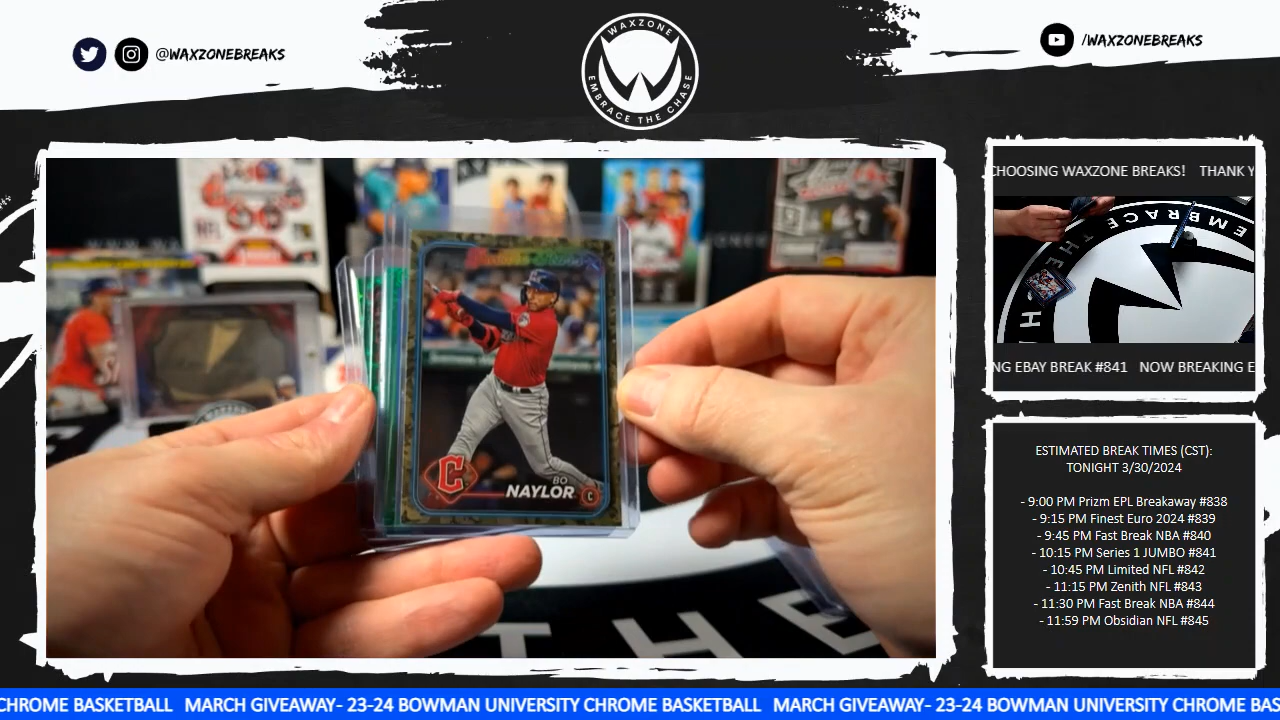 @WAXZONEBREAKS
WAXZONE
EMBRACE THE CHASE
/WAXZONEBREAKS
CHOOSING WAXZONE BREAKS! THANK Y
EMBRACE
THE
NG EBAY BREAK #841 NOW BREAKING E
NFL
C
BO
NAYLOR
C
THE
ESTIMATED BREAK TIMES (CST):
TONIGHT 3/30/2024
- 9:00 PM Prizm EPL Breakaway #838
- 9:15 PM Finest Euro 2024 #839
- 9:45 PM Fast Break NBA #840
- 10:15 PM Series 1 JUMBO #841
- 10:45 PM Limited NFL #842
- 11:15 PM Zenith NFL #843
- 11:30 PM Fast Break NBA #844
- 11:59 PM Obsidian NFL #845
CHROME BASKETBALL MARCH GIVEAWAY- 23-24 BOWMAN UNIVERSITY CHROME BASKETBALL MARCH GIVEAWAY- 23-24 BOWMAN UNIVERSITY CHROME BAS